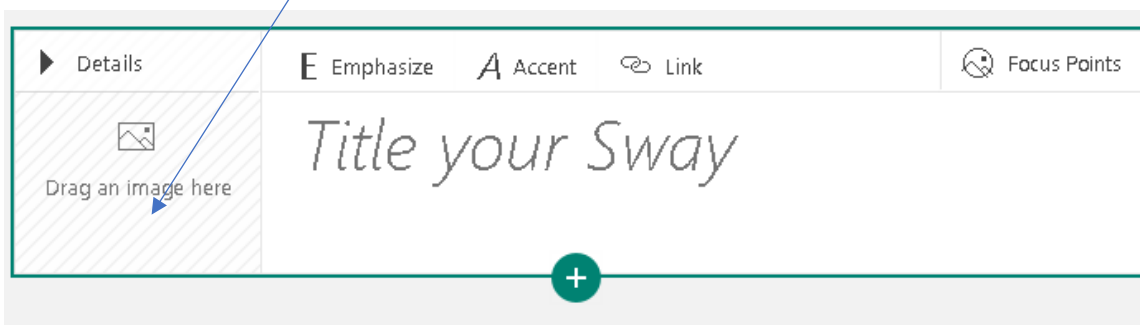 Details
E Emphasize A Accent Link
Focus Points
Title your Sway
Drag an image here
+